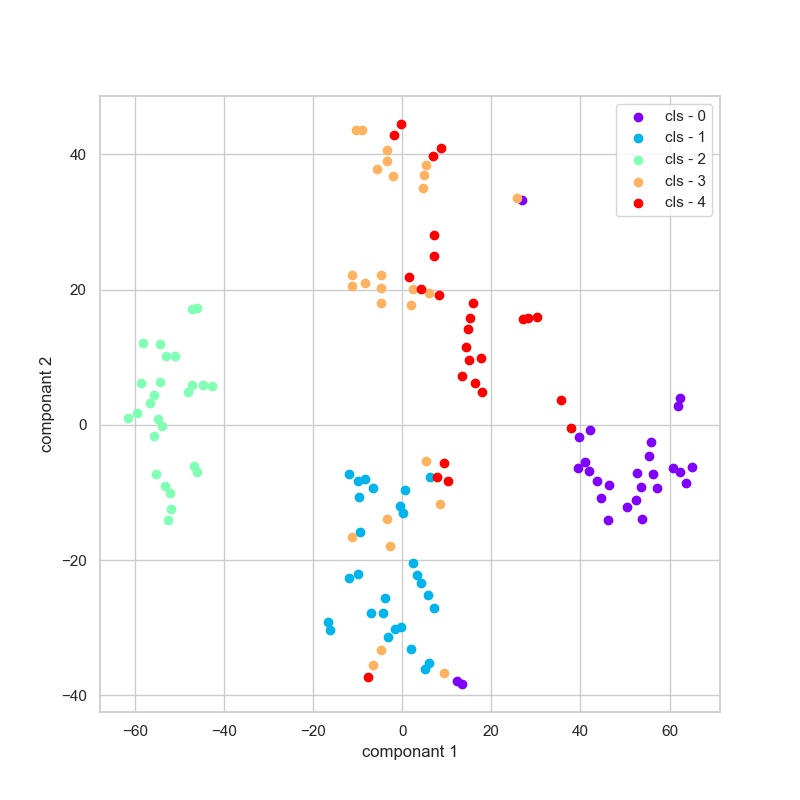 cls - 0
cls - 1
cls - 2
cls - 3
cls - 4
40
20
0
−20
−40
−60
−40
−20
0
20
40
60
componant 1
componant 2